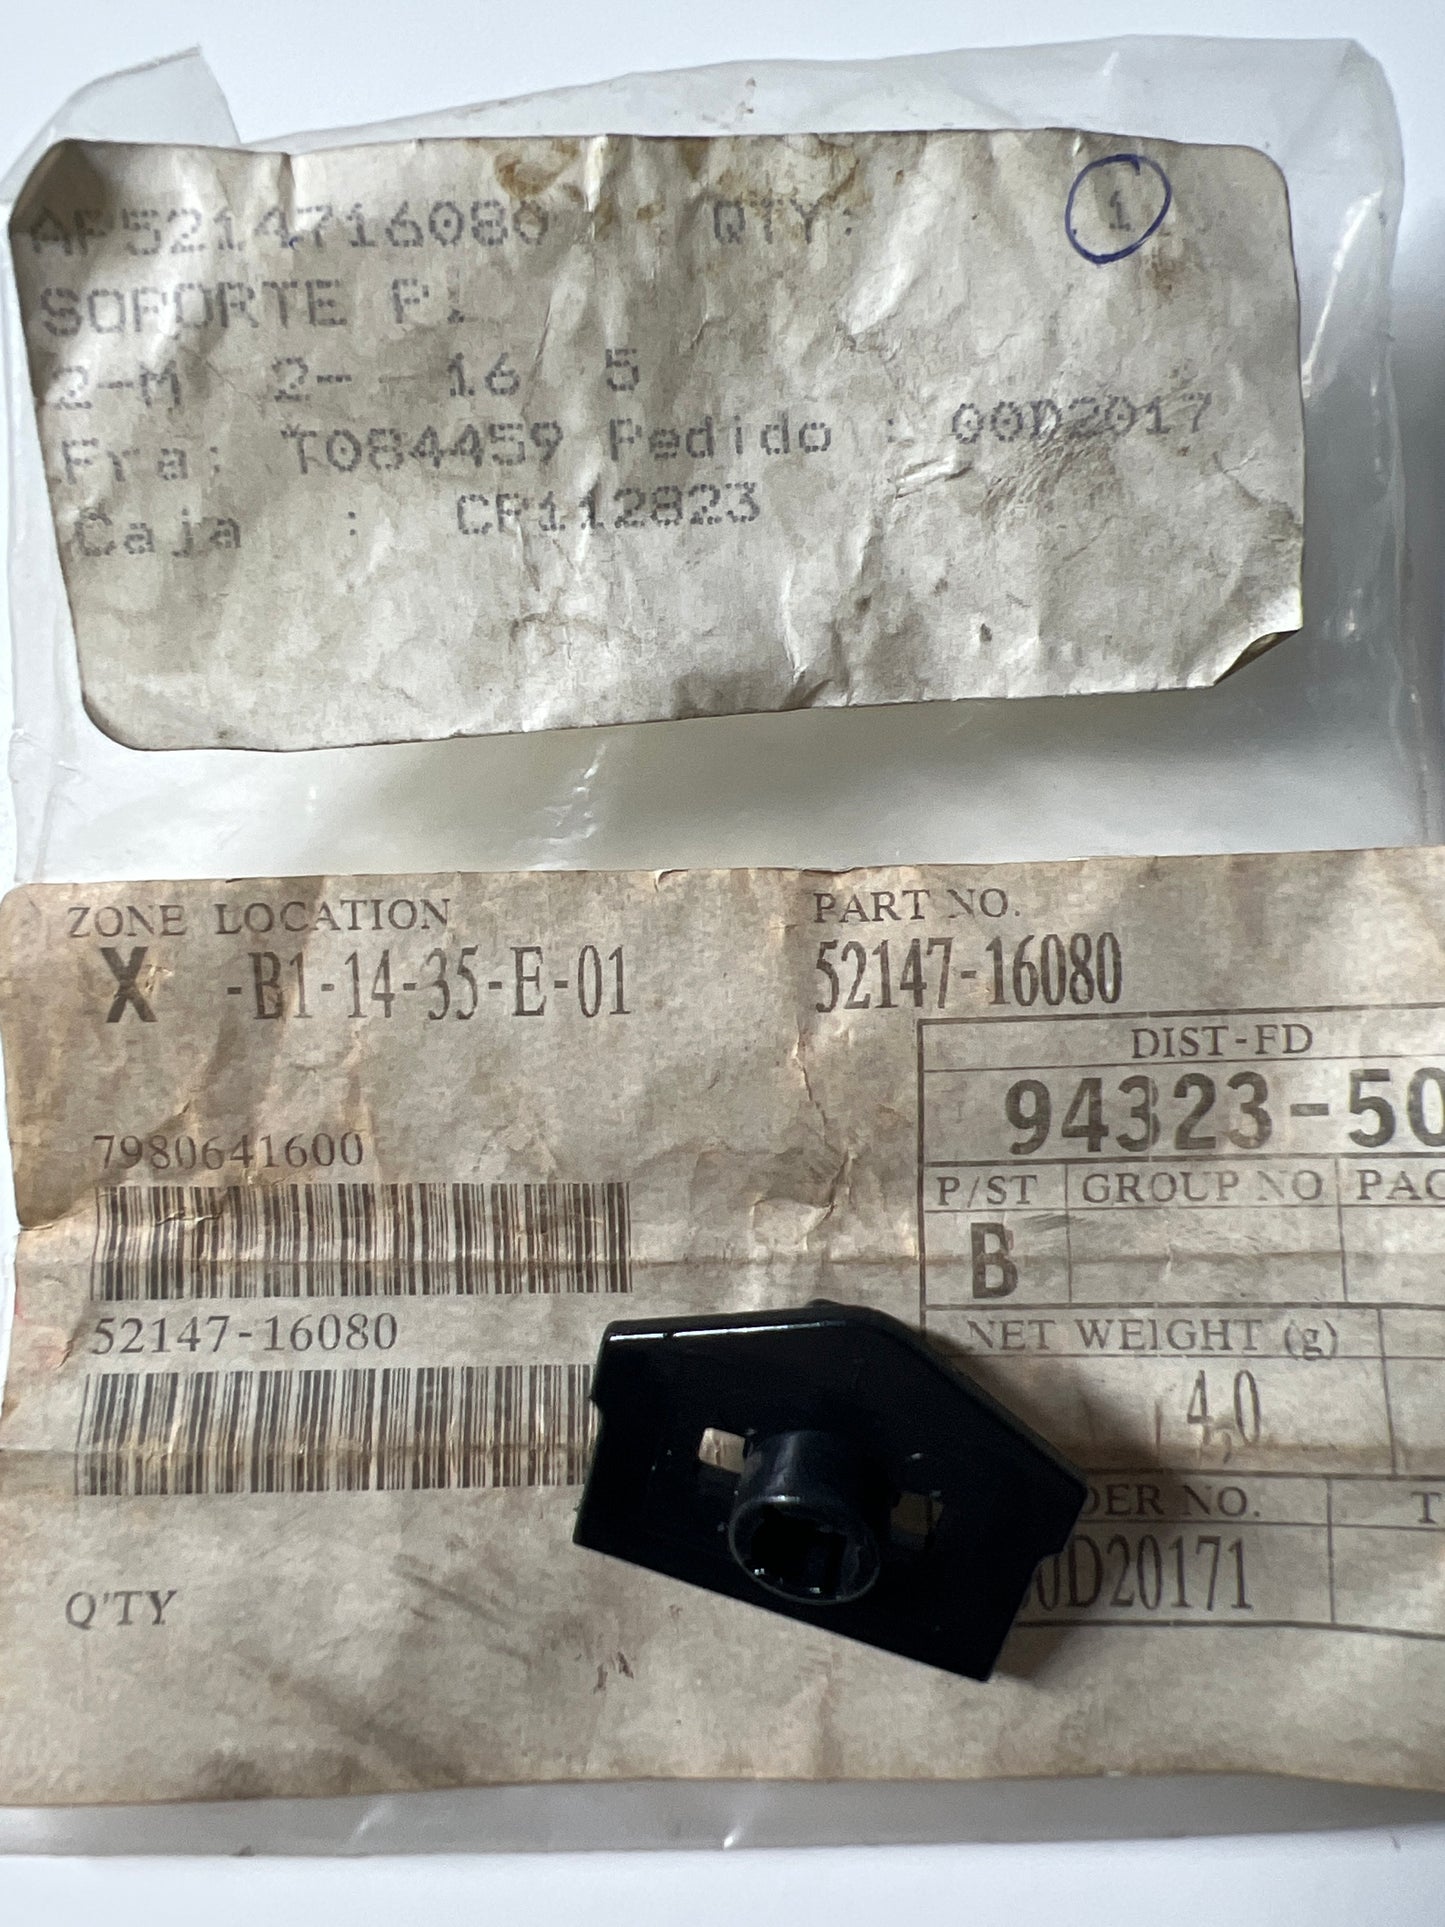 AP5214716080 QTY: 1
SOPORTE
2-M 2- 16 5
Fra: T084459 Pedido : 00D2017
Caja : CP112823
ZONE LOCATION PART NO.
X -B1-14-35-E-01 52147-16080
DIST-FD
94323-50
7980641600
P/ST GROUP NO PAG
B
52147-16080
NET WEIGHT (g)
4,0
DER NO. T
0D20171
Q'TY